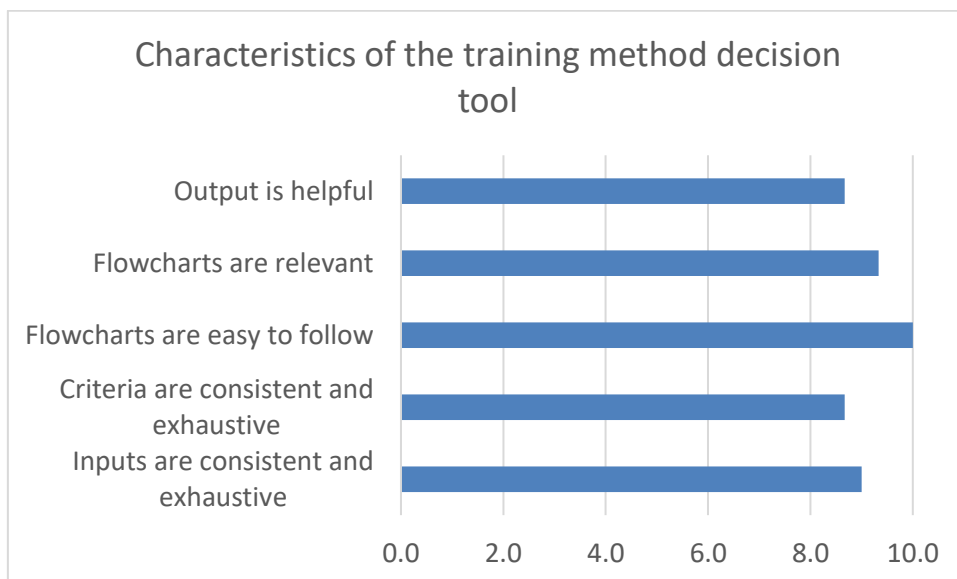 Characteristics of the training method decision
tool
Output is helpful
Flowcharts are relevant
Flowcharts are easy to follow
Criteria are consistent and
exhaustive
Inputs are consistent and
exhaustive
0.0 2.0 4.0 6.0 8.0 10.0